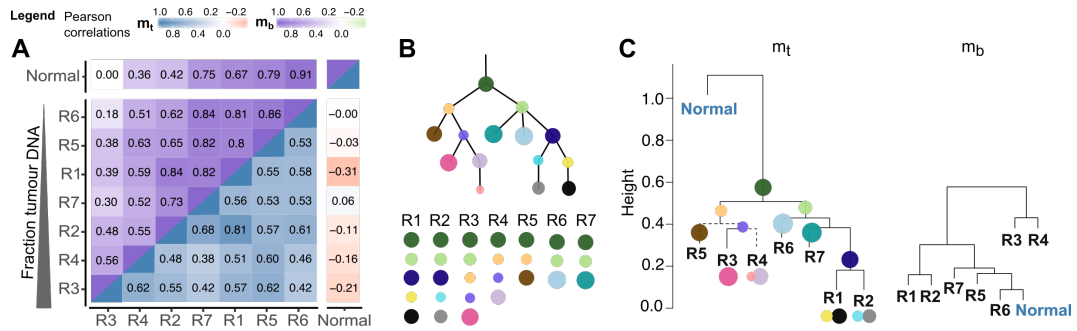 Legend Pearson correlations
m_t 1.0 0.6 0.2 −0.2
0.8 0.4 0.0
m_b 1.0 0.6 0.2 −0.2
0.8 0.4 0.0
A
Normal 0.00 0.36 0.42 0.75 0.67 0.79 0.91
R6 0.18 0.51 0.62 0.84 0.81 0.86 −0.00
R5 0.38 0.63 0.65 0.82 0.8 0.53 −0.03
R1 0.39 0.59 0.84 0.82 0.55 0.58 −0.31
R7 0.30 0.52 0.73 0.56 0.53 0.53 0.06
R2 0.48 0.55 0.68 0.81 0.57 0.61 −0.11
R4 0.56 0.48 0.38 0.51 0.60 0.46 −0.16
R3 0.62 0.55 0.42 0.57 0.62 0.42 −0.21
R3 R4 R2 R7 R1 R5 R6 Normal
Fraction tumour DNA
B
R1 R2 R3 R4 R5 R6 R7
C
m_t
Height
1.0
0.8
0.6
0.4
0.2
0.0
Normal
R5
R3
R4
R6
R7
R1
R2
m_b
R3 R4
R1 R2
R7
R5
R6
Normal